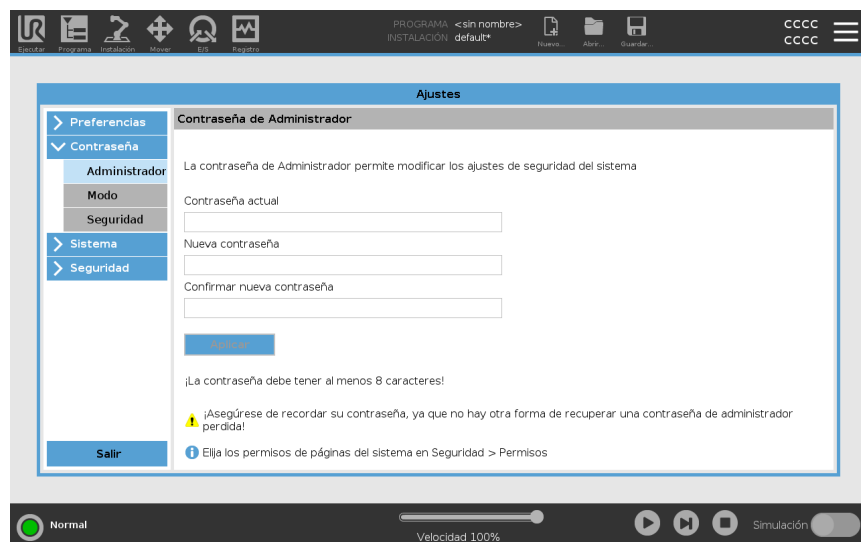 PROGRAMA <sin nombre>
INSTALACIÓN default*
CCCC
CCCC
Ejecutar Programa Instalación Mover E/S Registro Nuevo... Abrir... Guardar...
Ajustes
Preferencias
Contraseña
Administrador
Modo
Seguridad
Sistema
Seguridad
Salir
Contraseña de Administrador
La contraseña de Administrador permite modificar los ajustes de seguridad del sistema
Contraseña actual
Nueva contraseña
Confirmar nueva contraseña
Aplicar
¡La contraseña debe tener al menos 8 caracteres!
¡Asegúrese de recordar su contraseña, ya que no hay otra forma de recuperar una contraseña de administrador
perdida!
Elija los permisos de páginas del sistema en Seguridad > Permisos
Normal
Velocidad 100%
Simulación